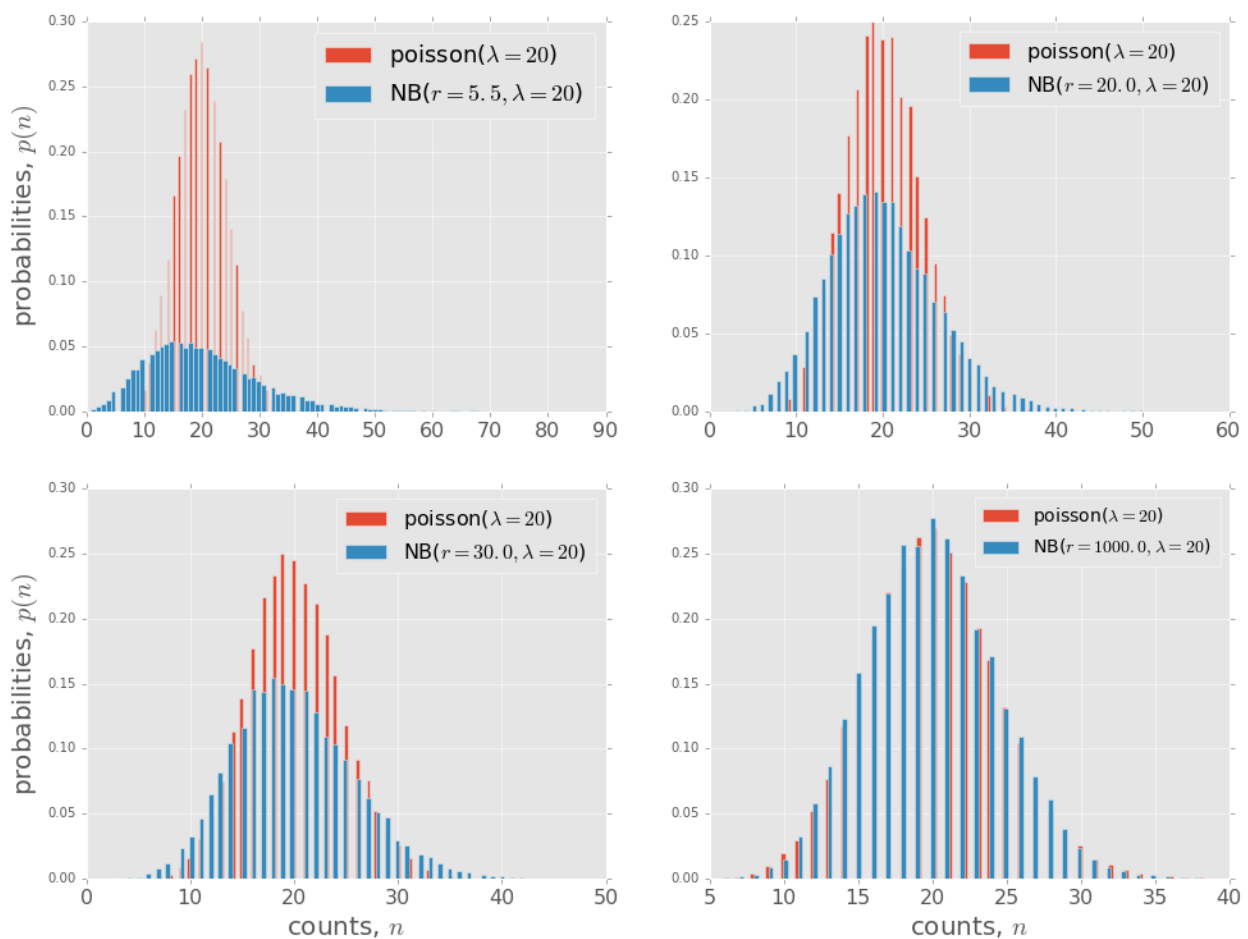 0.30
0.25
0.20
0.15
0.10
0.05
0.00
probabilities, p(n)
poisson(λ = 20)
NB(r = 5.5, λ = 20)
0 10 20 30 40 50 60 70 80 90
0.25
0.20
0.15
0.10
0.05
0.00
poisson(λ = 20)
NB(r = 20.0, λ = 20)
0 10 20 30 40 50 60
0.30
0.25
0.20
0.15
0.10
0.05
0.00
probabilities, p(n)
poisson(λ = 20)
NB(r = 30.0, λ = 20)
0 10 20 30 40 50
counts, n
0.30
0.25
0.20
0.15
0.10
0.05
0.00
poisson(λ = 20)
NB(r = 1000.0, λ = 20)
5 10 15 20 25 30 35 40
counts, n